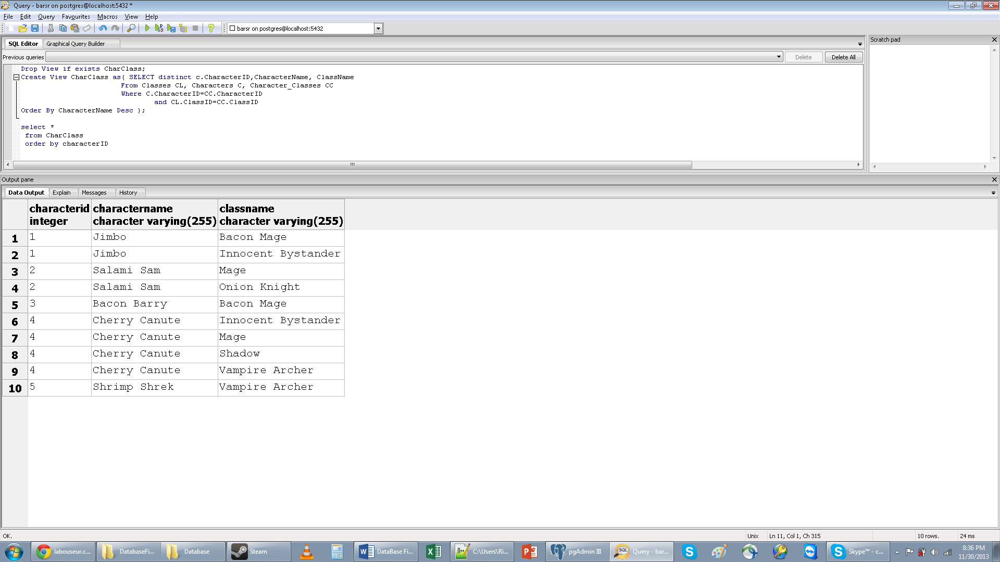 Query - barsr on postgres@localhost:5432 *
File Edit Query Favourites Macros View Help
barsr on postgres@localhost:5432
SQL Editor Graphical Query Builder
Scratch pad
Previous queries Delete Delete All
Drop View if exists CharClass;
Create View CharClass as( SELECT distinct c.CharacterID,CharacterName, ClassName
From Classes CL, Characters C, Character_Classes CC
Where C.CharacterID=CC.CharacterID
and CL.ClassID=CC.ClassID
Order By CharacterName Desc );
select *
from CharClass
order by characterID
Output pane
Data Output Explain Messages History
characterid charactername classname
integer character varying(255) character varying(255)
1 1 Jimbo Bacon Mage
2 1 Jimbo Innocent Bystander
3 2 Salami Sam Mage
4 2 Salami Sam Onion Knight
5 3 Bacon Barry Bacon Mage
6 4 Cherry Canute Innocent Bystander
7 4 Cherry Canute Mage
8 4 Cherry Canute Shadow
9 4 Cherry Canute Vampire Archer
10 5 Shrimp Shrek Vampire Archer
OK. Unix Ln 11, Col 1, Ch 315 10 rows. 24 ms
labouseur.c... DatabaseFi... Database Steam DataBase Fi... C:\Users\Ri... pgAdmin III Query - bar... Skype™ - c... 8:36 PM
11/30/2013